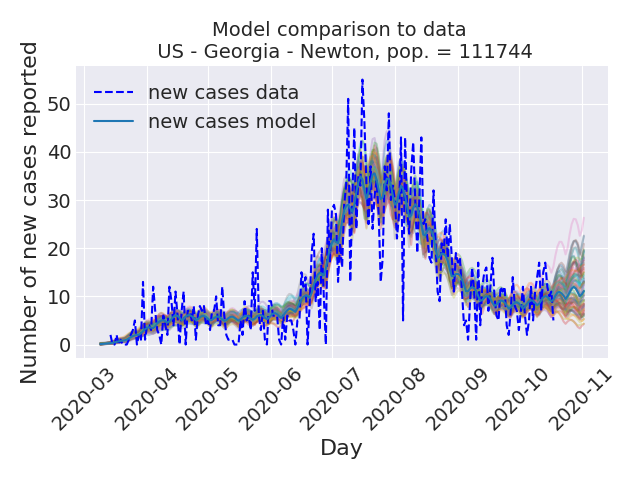 Model comparison to data
US - Georgia - Newton, pop. = 111744
Number of new cases reported
new cases data
new cases model
50
40
30
20
10
0
2020-03
2020-04
2020-05
2020-06
2020-07
2020-08
2020-09
2020-10
2020-11
Day